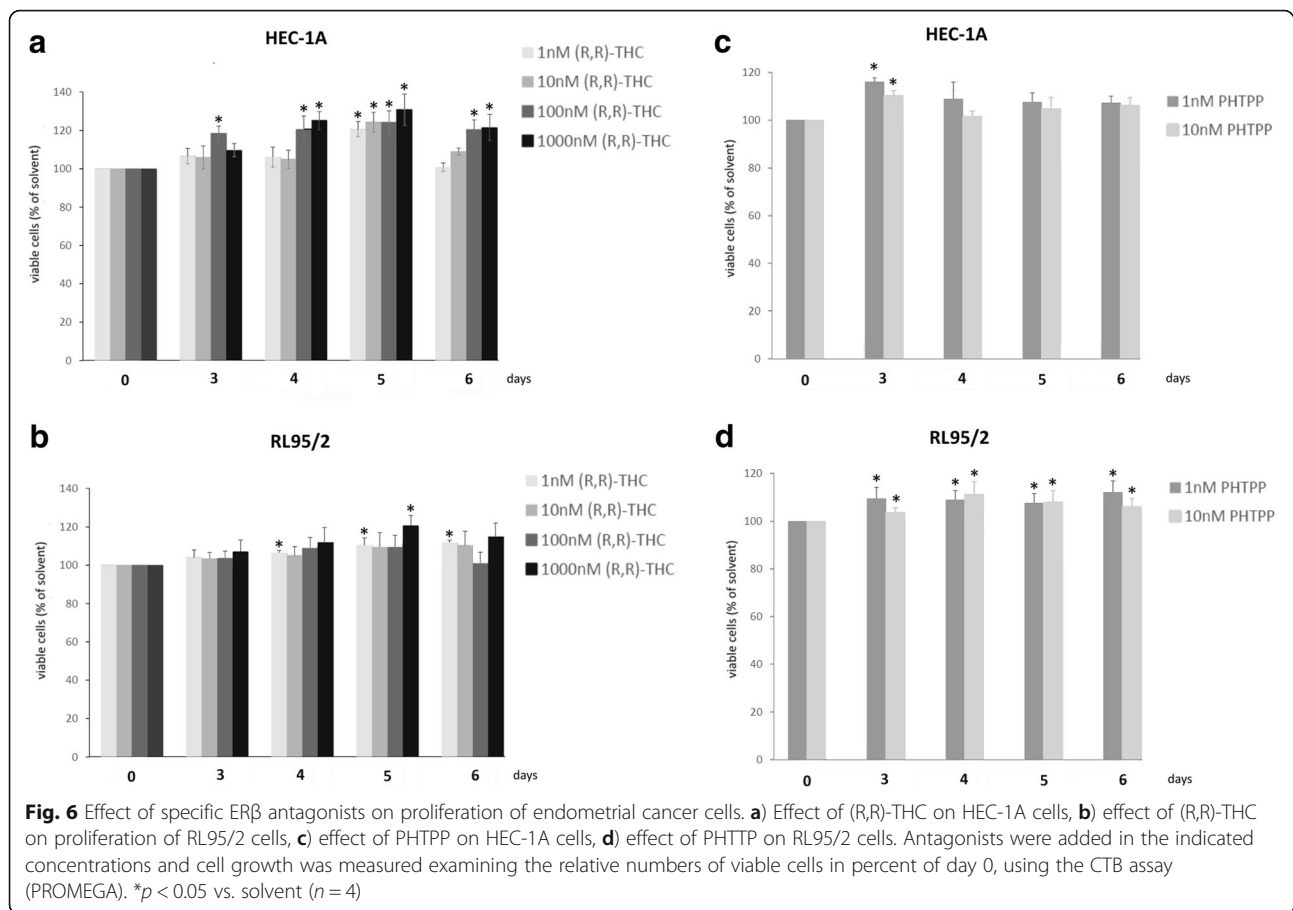 a
HEC-1A
1nM (R,R)-THC
10nM (R,R)-THC
100nM (R,R)-THC
1000nM (R,R)-THC
viable cells (% of solvent)
140
120
100
80
60
40
20
0
* * * * * * * * *
0 3 4 5 6 days
c
HEC-1A
1nM PHTPP
10nM PHTPP
viable cells (% of solvent)
120
100
80
60
40
20
0
* *
0 3 4 5 6 days
b
RL95/2
1nM (R,R)-THC
10nM (R,R)-THC
100nM (R,R)-THC
1000nM (R,R)-THC
viable cells (% of solvent)
140
120
100
80
60
40
20
0
* * * *
0 3 4 5 6 days
d
RL95/2
1nM PHTPP
10nM PHTPP
viable cells (% of solvent)
120
100
80
60
40
20
0
* * * * * * * *
0 3 4 5 6 days
Fig. 6 Effect of specific ERβ antagonists on proliferation of endometrial cancer cells. a) Effect of (R,R)-THC on HEC-1A cells, b) effect of (R,R)-THC
on proliferation of RL95/2 cells, c) effect of PHTPP on HEC-1A cells, d) effect of PHTTP on RL95/2 cells. Antagonists were added in the indicated
concentrations and cell growth was measured examining the relative numbers of viable cells in percent of day 0, using the CTB assay
(PROMEGA). *p < 0.05 vs. solvent (n = 4)